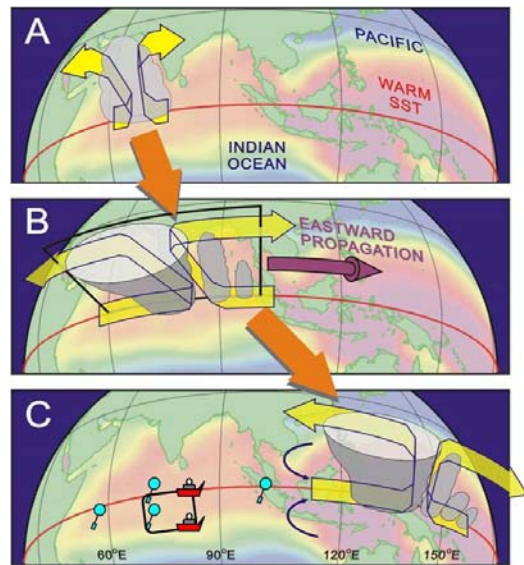 A
PACIFIC
WARM
SST
INDIAN
OCEAN
B
EASTWARD
PROPAGATION
C
60°E
90°E
120°E
150°E